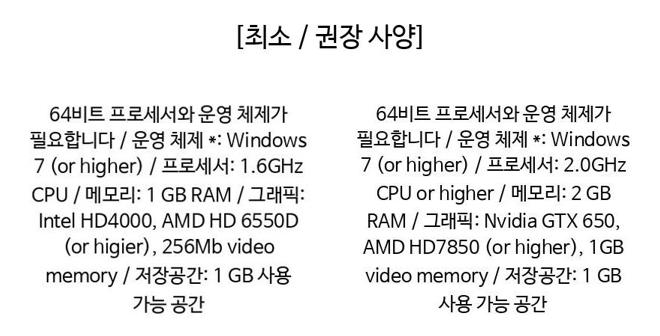 [최소 / 권장 사양]
64비트 프로세서와 운영 체제가
필요합니다 / 운영 체제 *: Windows
7 (or higher) / 프로세서: 1.6GHz
CPU / 메모리: 1 GB RAM / 그래픽:
Intel HD4000, AMD HD 6550D
(or higier), 256Mb video
memory / 저장공간: 1 GB 사용
가능 공간
64비트 프로세서와 운영 체제가
필요합니다 / 운영 체제 *: Windows
7 (or higher) / 프로세서: 2.0GHz
CPU or higher / 메모리: 2 GB
RAM / 그래픽: Nvidia GTX 650,
AMD HD7850 (or higher), 1GB
video memory / 저장공간: 1 GB
사용 가능 공간